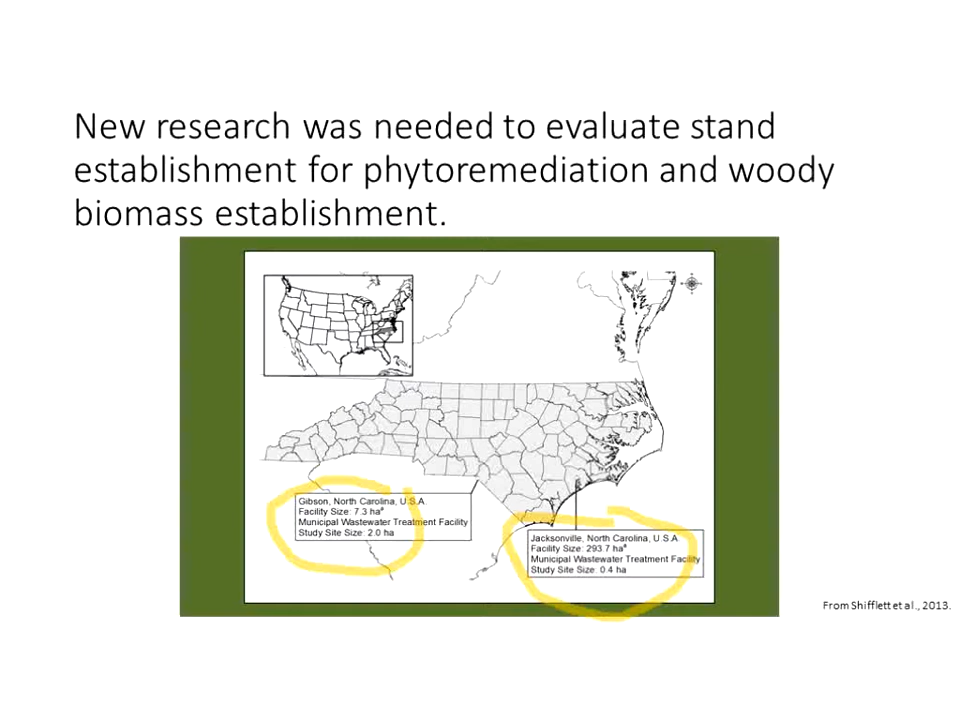 New research was needed to evaluate stand
establishment for phytoremediation and woody
biomass establishment.
Gibson, North Carolina, U.S.A.
Facility Size: 7.3 haª
Municipal Wastewater Treatment Facility
Study Site Size: 2.0 ha
Jacksonville, North Carolina, U.S.A
Facility Size: 293.7 haª
Municipal Wastewater Treatment Facility
Study Site Size: 0.4 ha
From Shifflett et al., 2013.